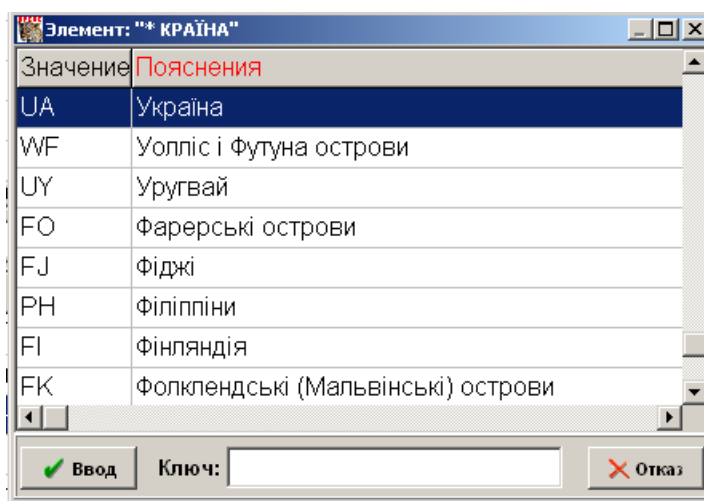 Элемент: "* КРАЇНА"
Значение Пояснения
UA Україна
WF Уолліс і Футуна острови
UY Уругвай
FO Фарерські острови
FJ Фіджі
PH Філіппіни
FI Фінляндія
FK Фолклендські (Мальвінські) острови
Ввод Ключ: Отказ